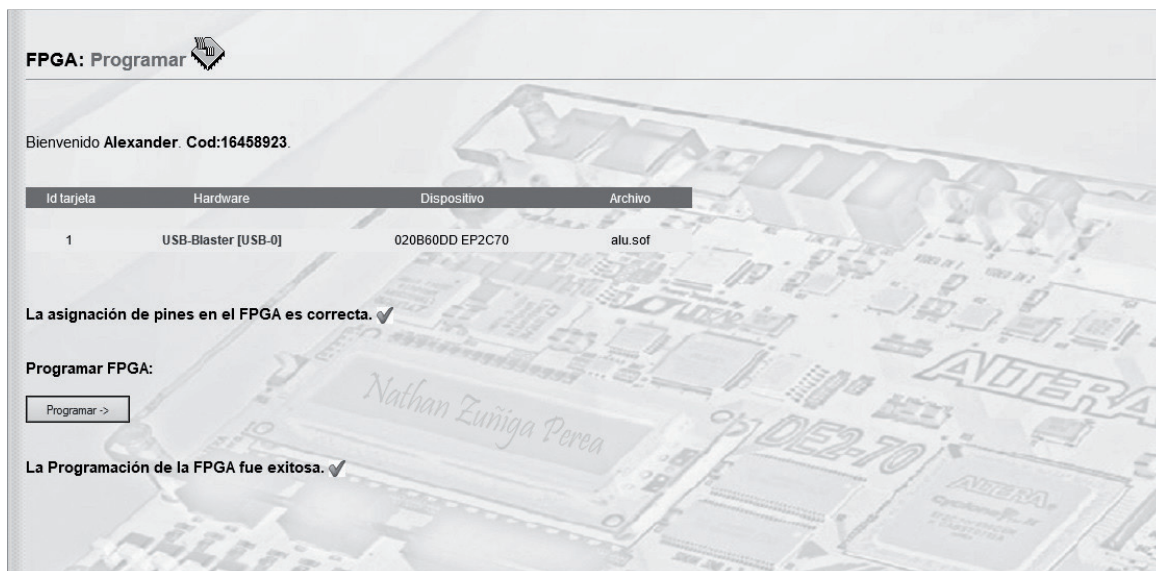 FPGA: Programar
Bienvenido Alexander. Cod:16458923.
Id tarjeta Hardware Dispositivo Archivo
1 USB-Blaster [USB-0] 020B60DD EP2C70 alu.sof
La asignación de pines en el FPGA es correcta.
Programar FPGA:
Programar ->
La Programación de la FPGA fue exitosa.
Nathan Zuñiga Perea
ALTERA
DE2-70
ALTERA
Cyclone II